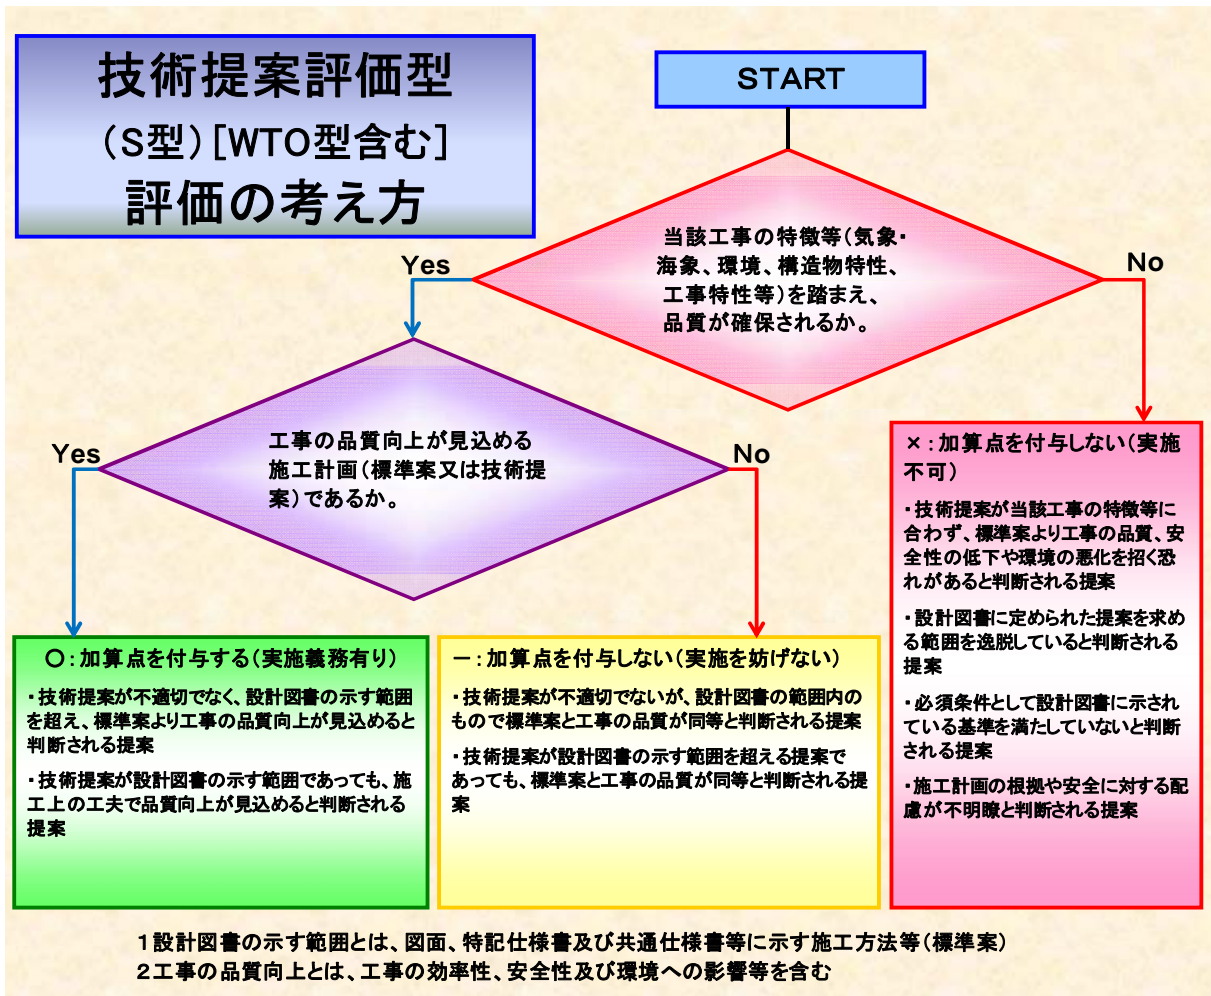 技術提案評価型
（S型）[WTO型含む]
評価の考え方
START
当該工事の特徴等（気象・
海象、環境、構造物特性、
工事特性等）を踏まえ、
品質が確保されるか。
Yes
No
工事の品質向上が見込める
施工計画（標準案又は技術提
案）であるか。
Yes
No
×：加算点を付与しない（実施
不可）
・技術提案が当該工事の特徴等に
合わず、標準案より工事の品質、安
全性の低下や環境の悪化を招く恐
れがあると判断される提案
・設計図書に定められた提案を求め
る範囲を逸脱していると判断される
提案
・必須条件として設計図書に示され
ている基準を満たしていないと判断
される提案
・施工計画の根拠や安全に対する配
慮が不明瞭と判断される提案
○：加算点を付与する（実施義務有り）
・技術提案が不適切でなく、設計図書の示す範囲
を超え、標準案より工事の品質向上が見込めると
判断される提案
・技術提案が設計図書の示す範囲であっても、施
工上の工夫で品質向上が見込めると判断される
提案
－：加算点を付与しない（実施を妨げない）
・技術提案が不適切でないが、設計図書の範囲内の
もので標準案と工事の品質が同等と判断される提案
・技術提案が設計図書の示す範囲を超える提案で
あっても、標準案と工事の品質が同等と判断される提
案
１設計図書の示す範囲とは、図面、特記仕様書及び共通仕様書等に示す施工方法等（標準案）
２工事の品質向上とは、工事の効率性、安全性及び環境への影響等を含む